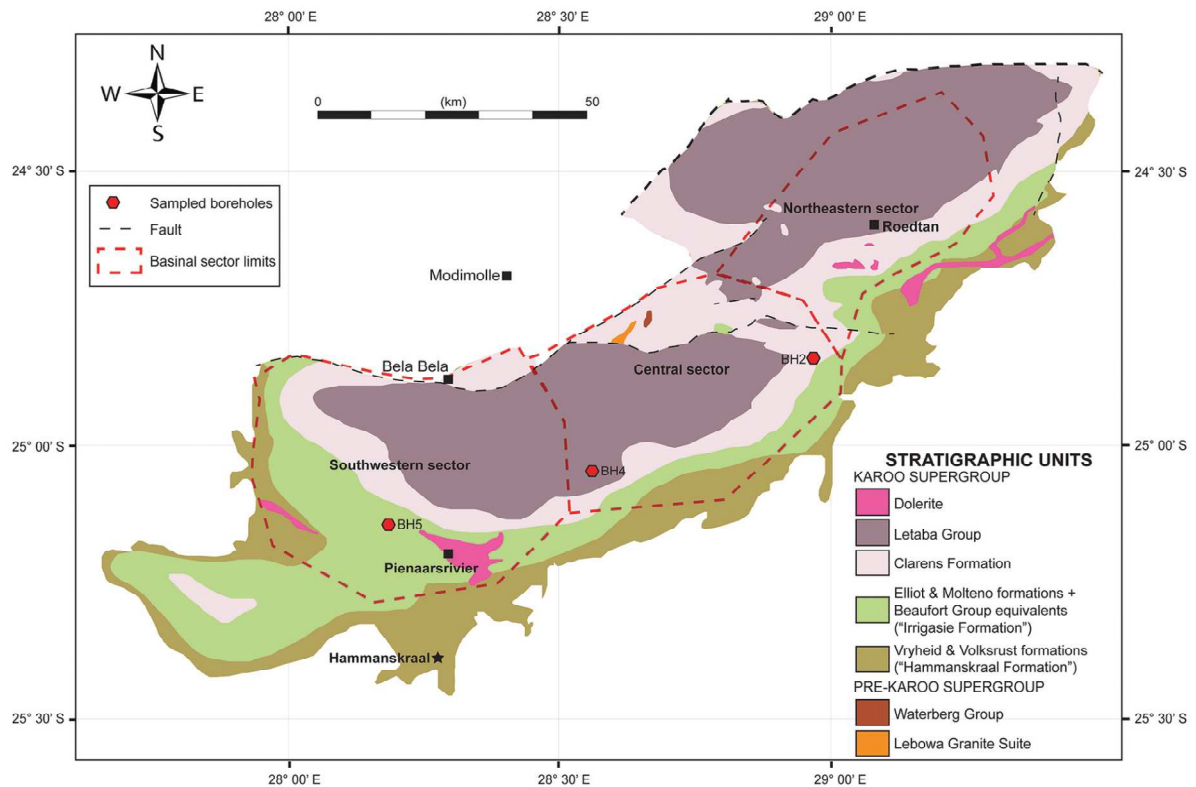 28° 00' E
28° 30' E
29° 00' E
N
W
E
S
0
(km)
50
24° 30' S
24° 30' S
Sampled boreholes
Fault
Basinal sector limits
Northeastern sector
Roedtan
Modimolle
BH2
Bela Bela
Central sector
25° 00' S
25° 00' S
Southwestern sector
BH4
BH5
Pienaarsrivier
Hammanskraal
STRATIGRAPHIC UNITS
KAROO SUPERGROUP
Dolerite
Letaba Group
Clarens Formation
Elliot & Molteno formations +
Beaufort Group equivalents
("Irrigasie Formation")
Vryheid & Volksrust formations
("Hammanskraal Formation")
PRE-KAROO SUPERGROUP
Waterberg Group
Lebowa Granite Suite
25° 30' S
25° 30' S
28° 00' E
28° 30' E
29° 00' E